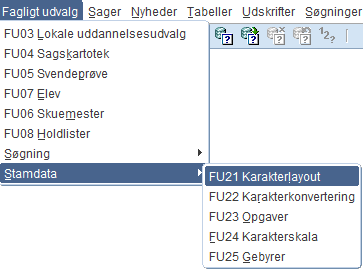 Fagligt udvalg Sager Nyheder Tabeller Udskrifter Søgninger
FU03 Lokale uddannelsesudvalg
FU04 Sagskartotek
FU05 Svendeprøve
FU07 Elev
FU06 Skuemester
FU08 Holdlister
Søgning
Stamdata
FU21 Karakterlayout
FU22 Karakterkonvertering
FU23 Opgaver
FU24 Karakterskala
FU25 Gebyrer